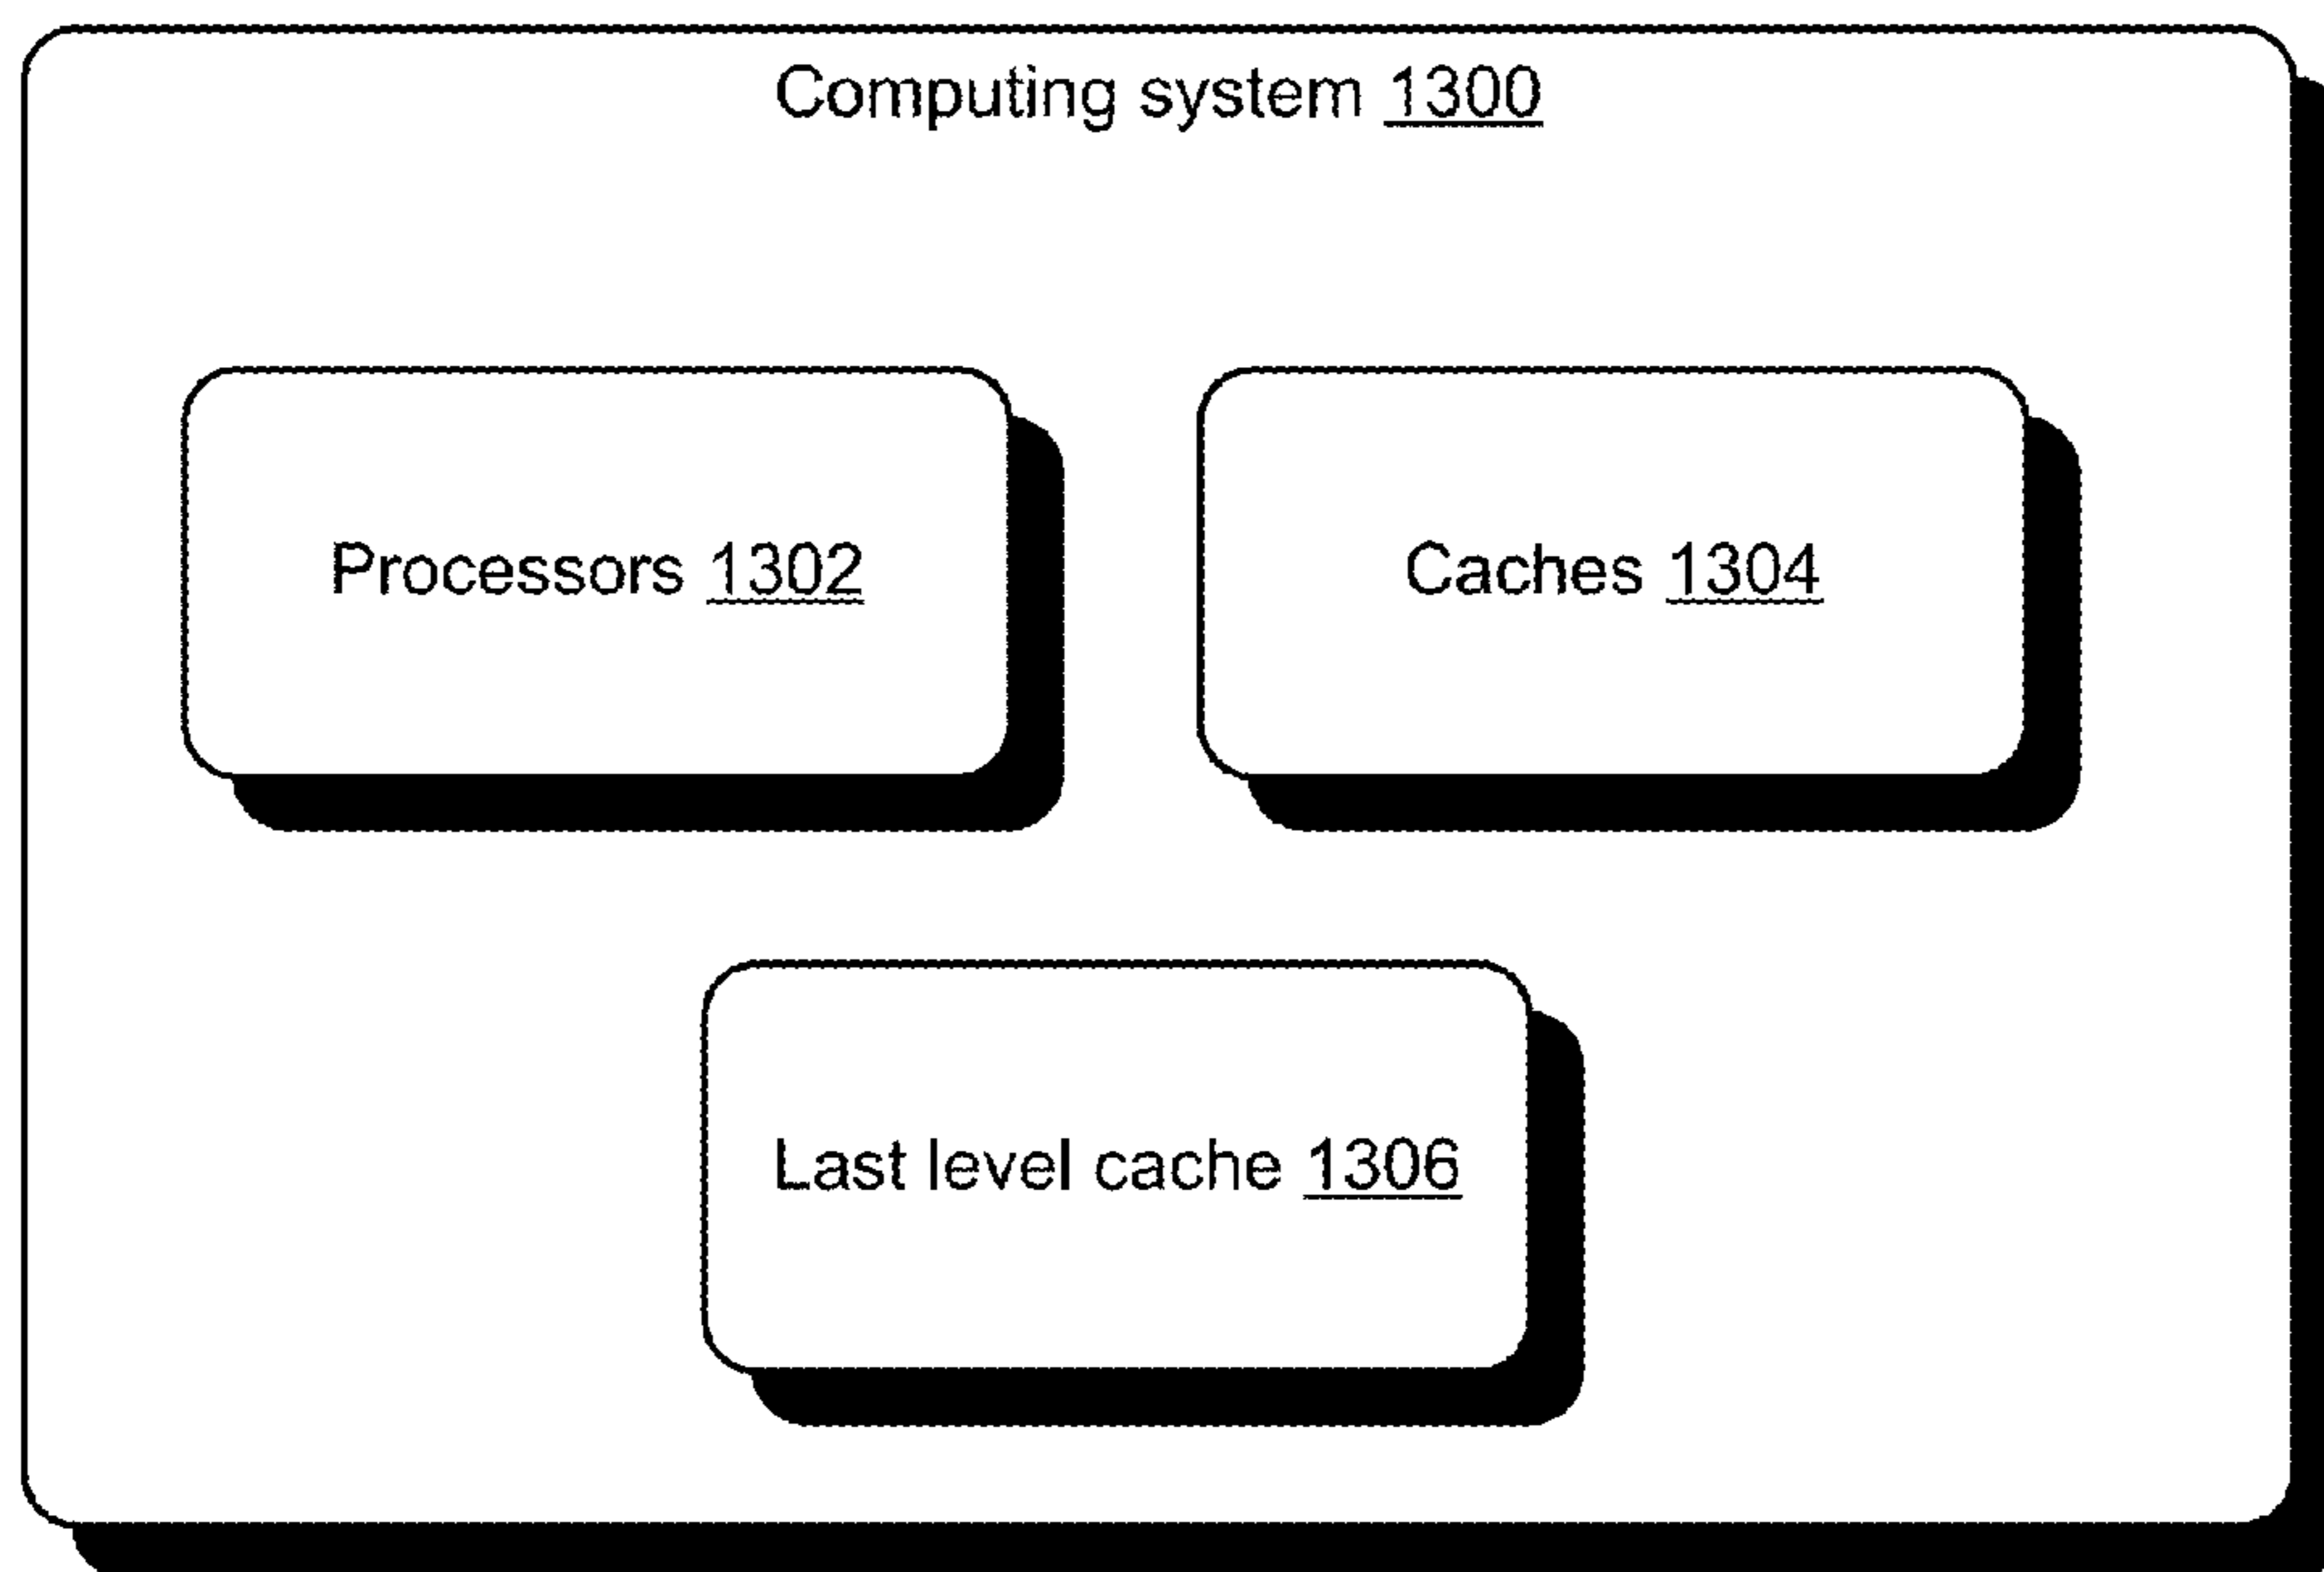 Computing system 1300
Processors 1302
Caches 1304
Last level cache 1306